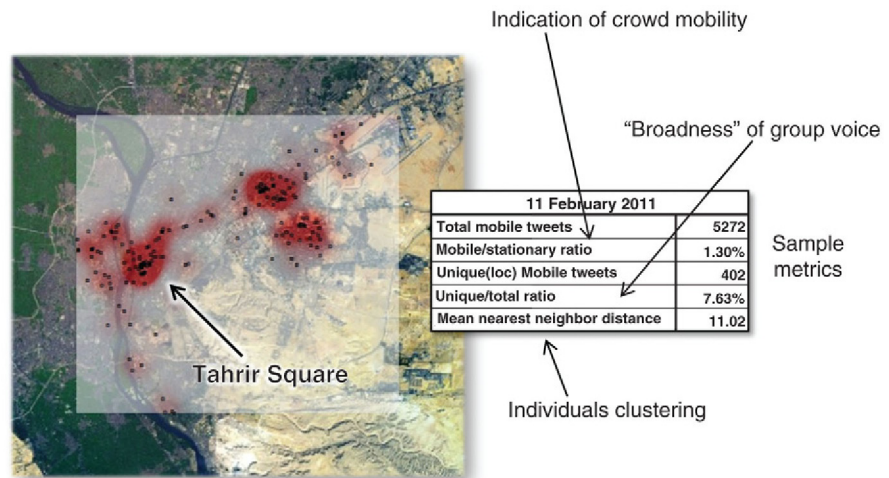 Indication of crowd mobility
“Broadness” of group voice
11 February 2011
Total mobile tweets 5272
Mobile/stationary ratio 1.30%
Unique(loc) Mobile tweets 402
Unique/total ratio 7.63%
Mean nearest neighbor distance 11.02
Sample
metrics
Tahrir Square
Individuals clustering